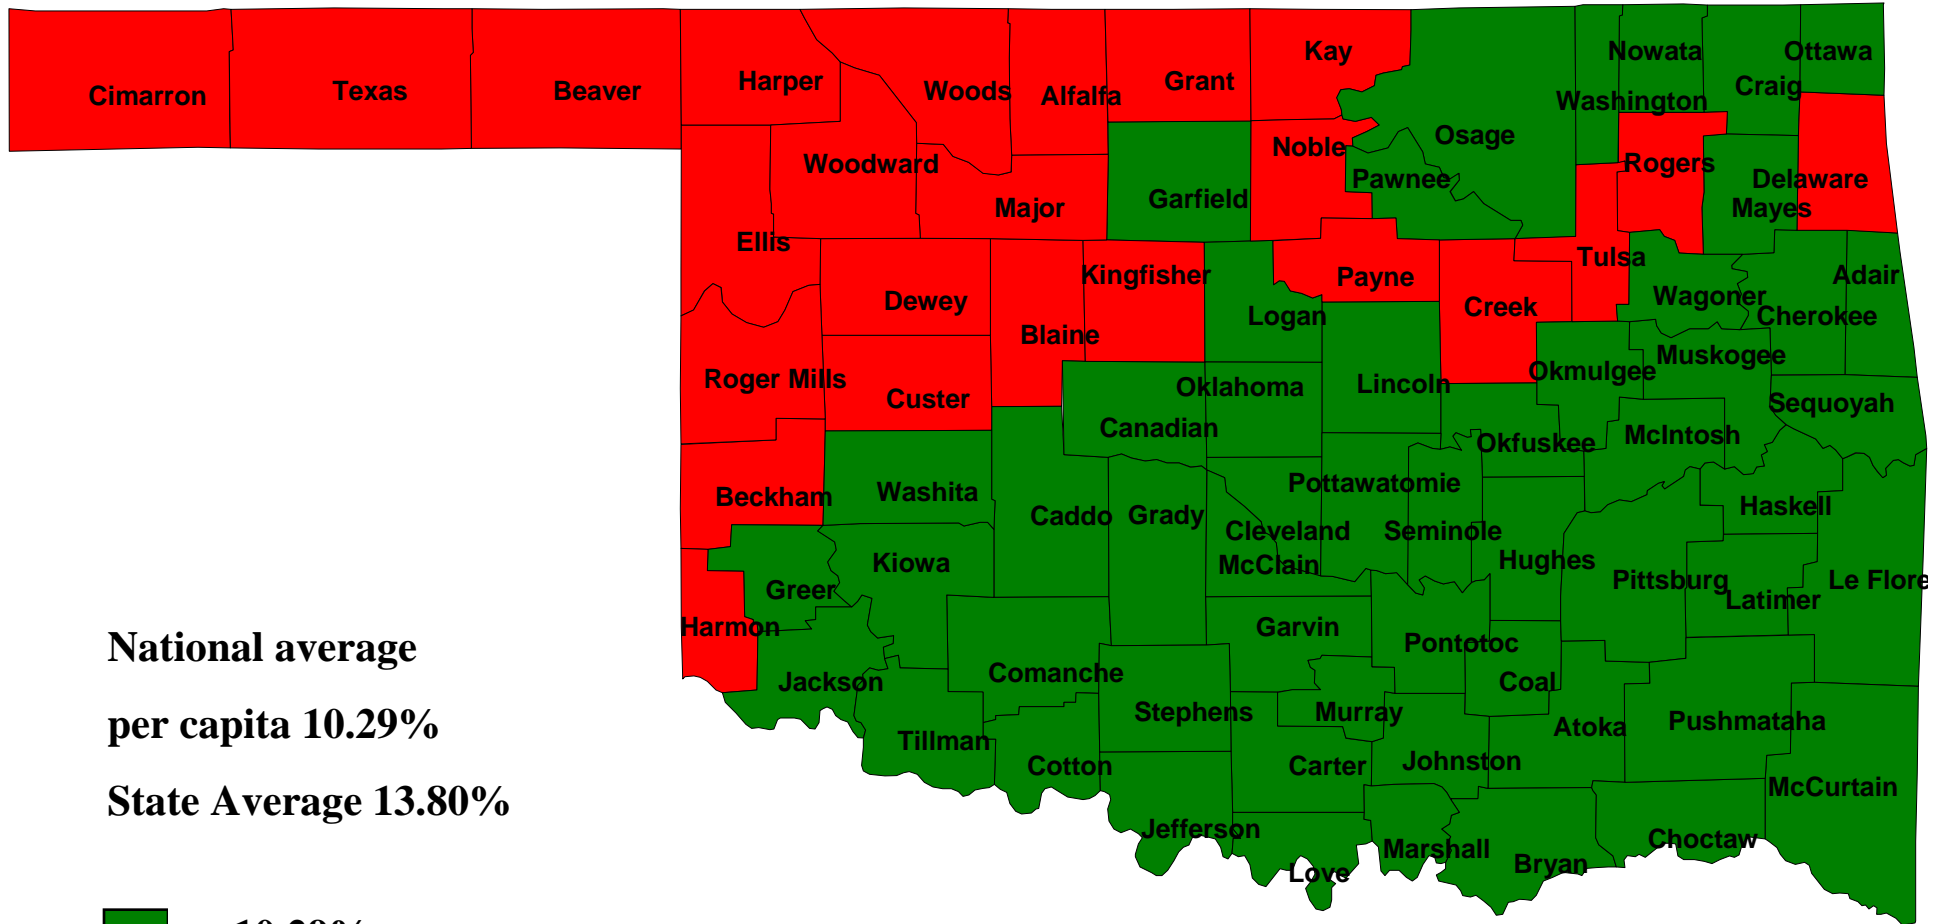 Kay
Nowata
Ottawa
Harper
Grant
Craig
Cimarron
Texas
Beaver
Woods
Alfalfa
Washington
Osage
Noble
Woodward
Rogers
Pawnee
Delaware
Garfield
Major
Mayes
Ellis
Tulsa
Kingfisher
Payne
Adair
Dewey
Creek
Wagoner
Logan
Cherokee
Blaine
Muskogee
Roger Mills
Okmulgee
Custer
Oklahoma
Lincoln
Sequoyah
Canadian
Okfuskee
McIntosh
Beckham
Washita
Pottawatomie
Haskell
Caddo
Grady
Cleveland
Seminole
Kiowa
McClain
Hughes
Greer
Pittsburg
Latimer
Le Flore
Harmon
Garvin
Pontotoc
Jackson
Comanche
Coal
Stephens
Murray
Atoka
Pushmataha
Tillman
Cotton
Carter
Johnston
McCurtain
Jefferson
Marshall
Choctaw
Love
Bryan
National average
per capita 10.29%
State Average 13.80%